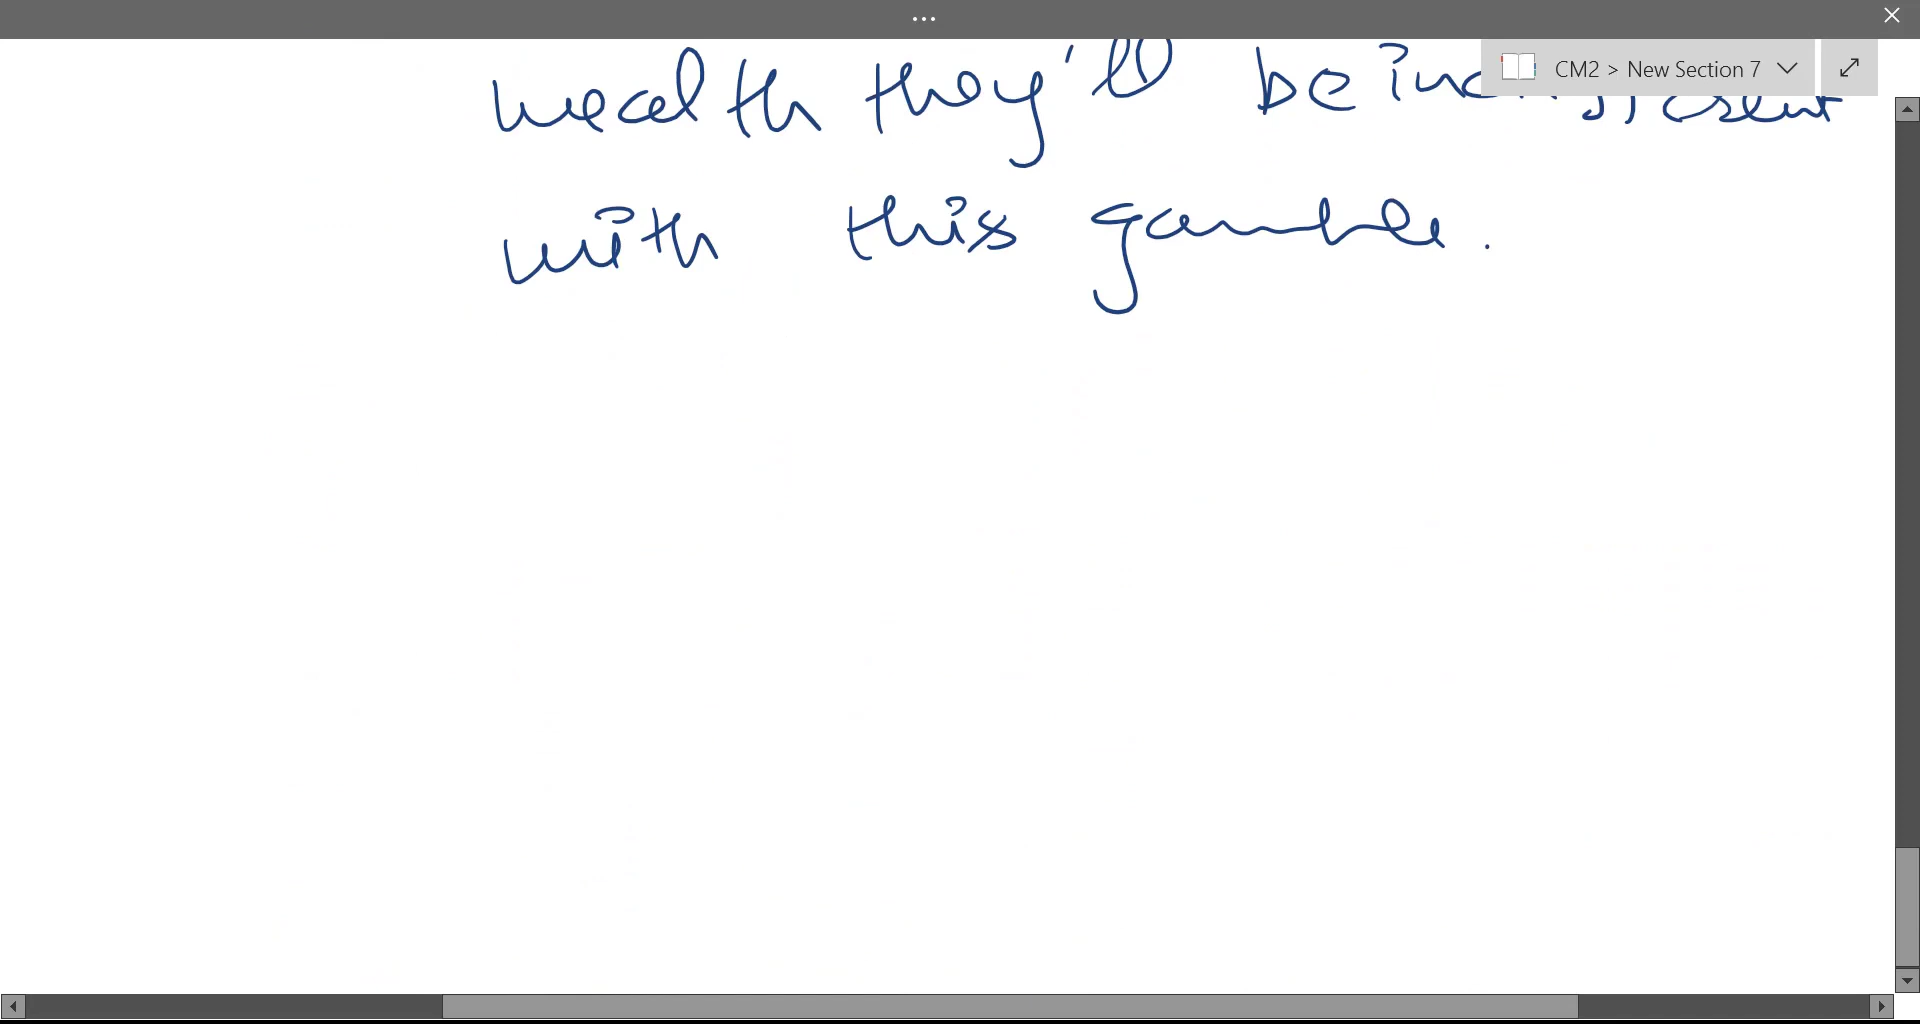 CM2 > New Section 7
wealth they'll be
with this gamble.